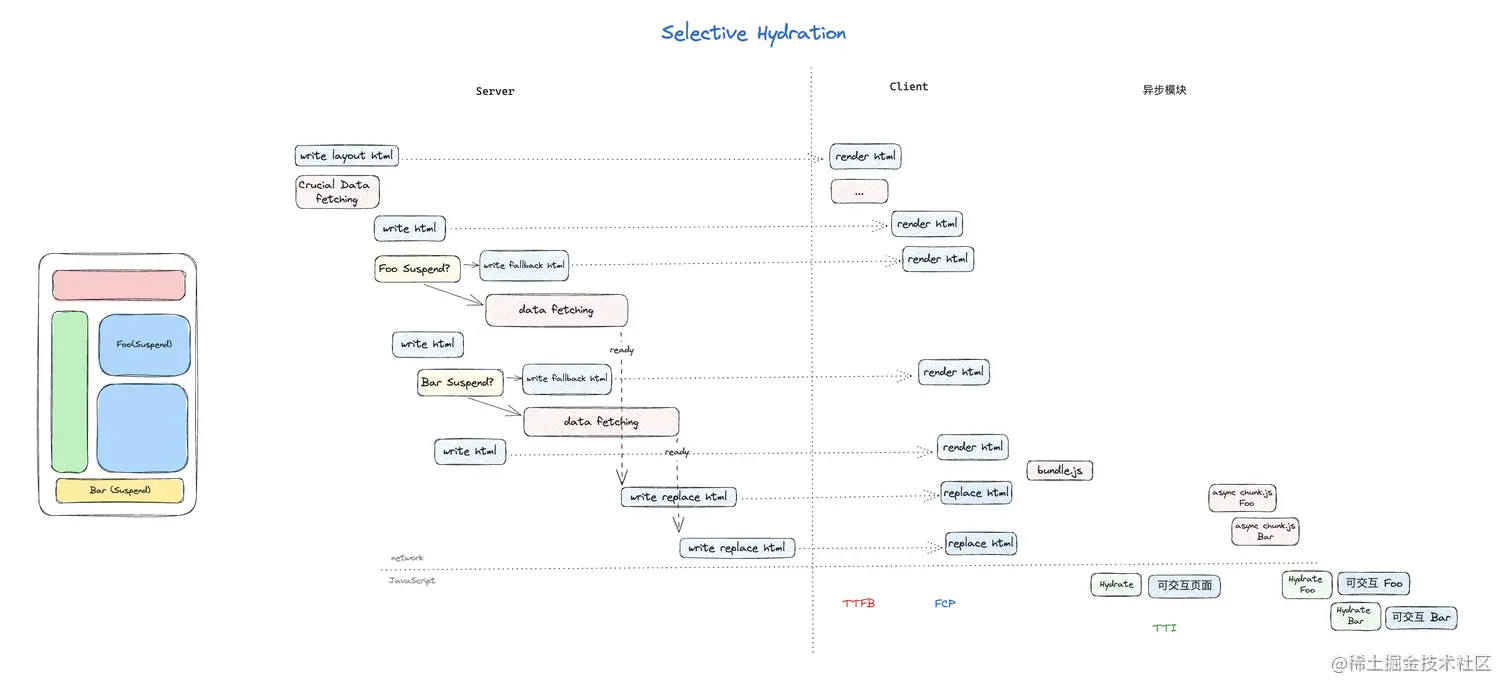 Selective Hydration
Server
Client
异步模块
write layout html
render html
Crucial Data
fetching
...
write html
render html
Foo Suspend?
write fallback html
render html
data fetching
ready
write html
Bar Suspend?
write fallback html
render html
data fetching
ready
write html
render html
bundle.js
write replace html
replace html
async chunk.js
Foo
async chunk.js
Bar
write replace html
replace html
Foo(Suspend)
Bar (Suspend)
network
JavaScript
Hydrate
可交互页面
Hydrate
Foo
可交互 Foo
Hydrate
Bar
可交互 Bar
TTFB
FCP
TTI
@稀土掘金技术社区